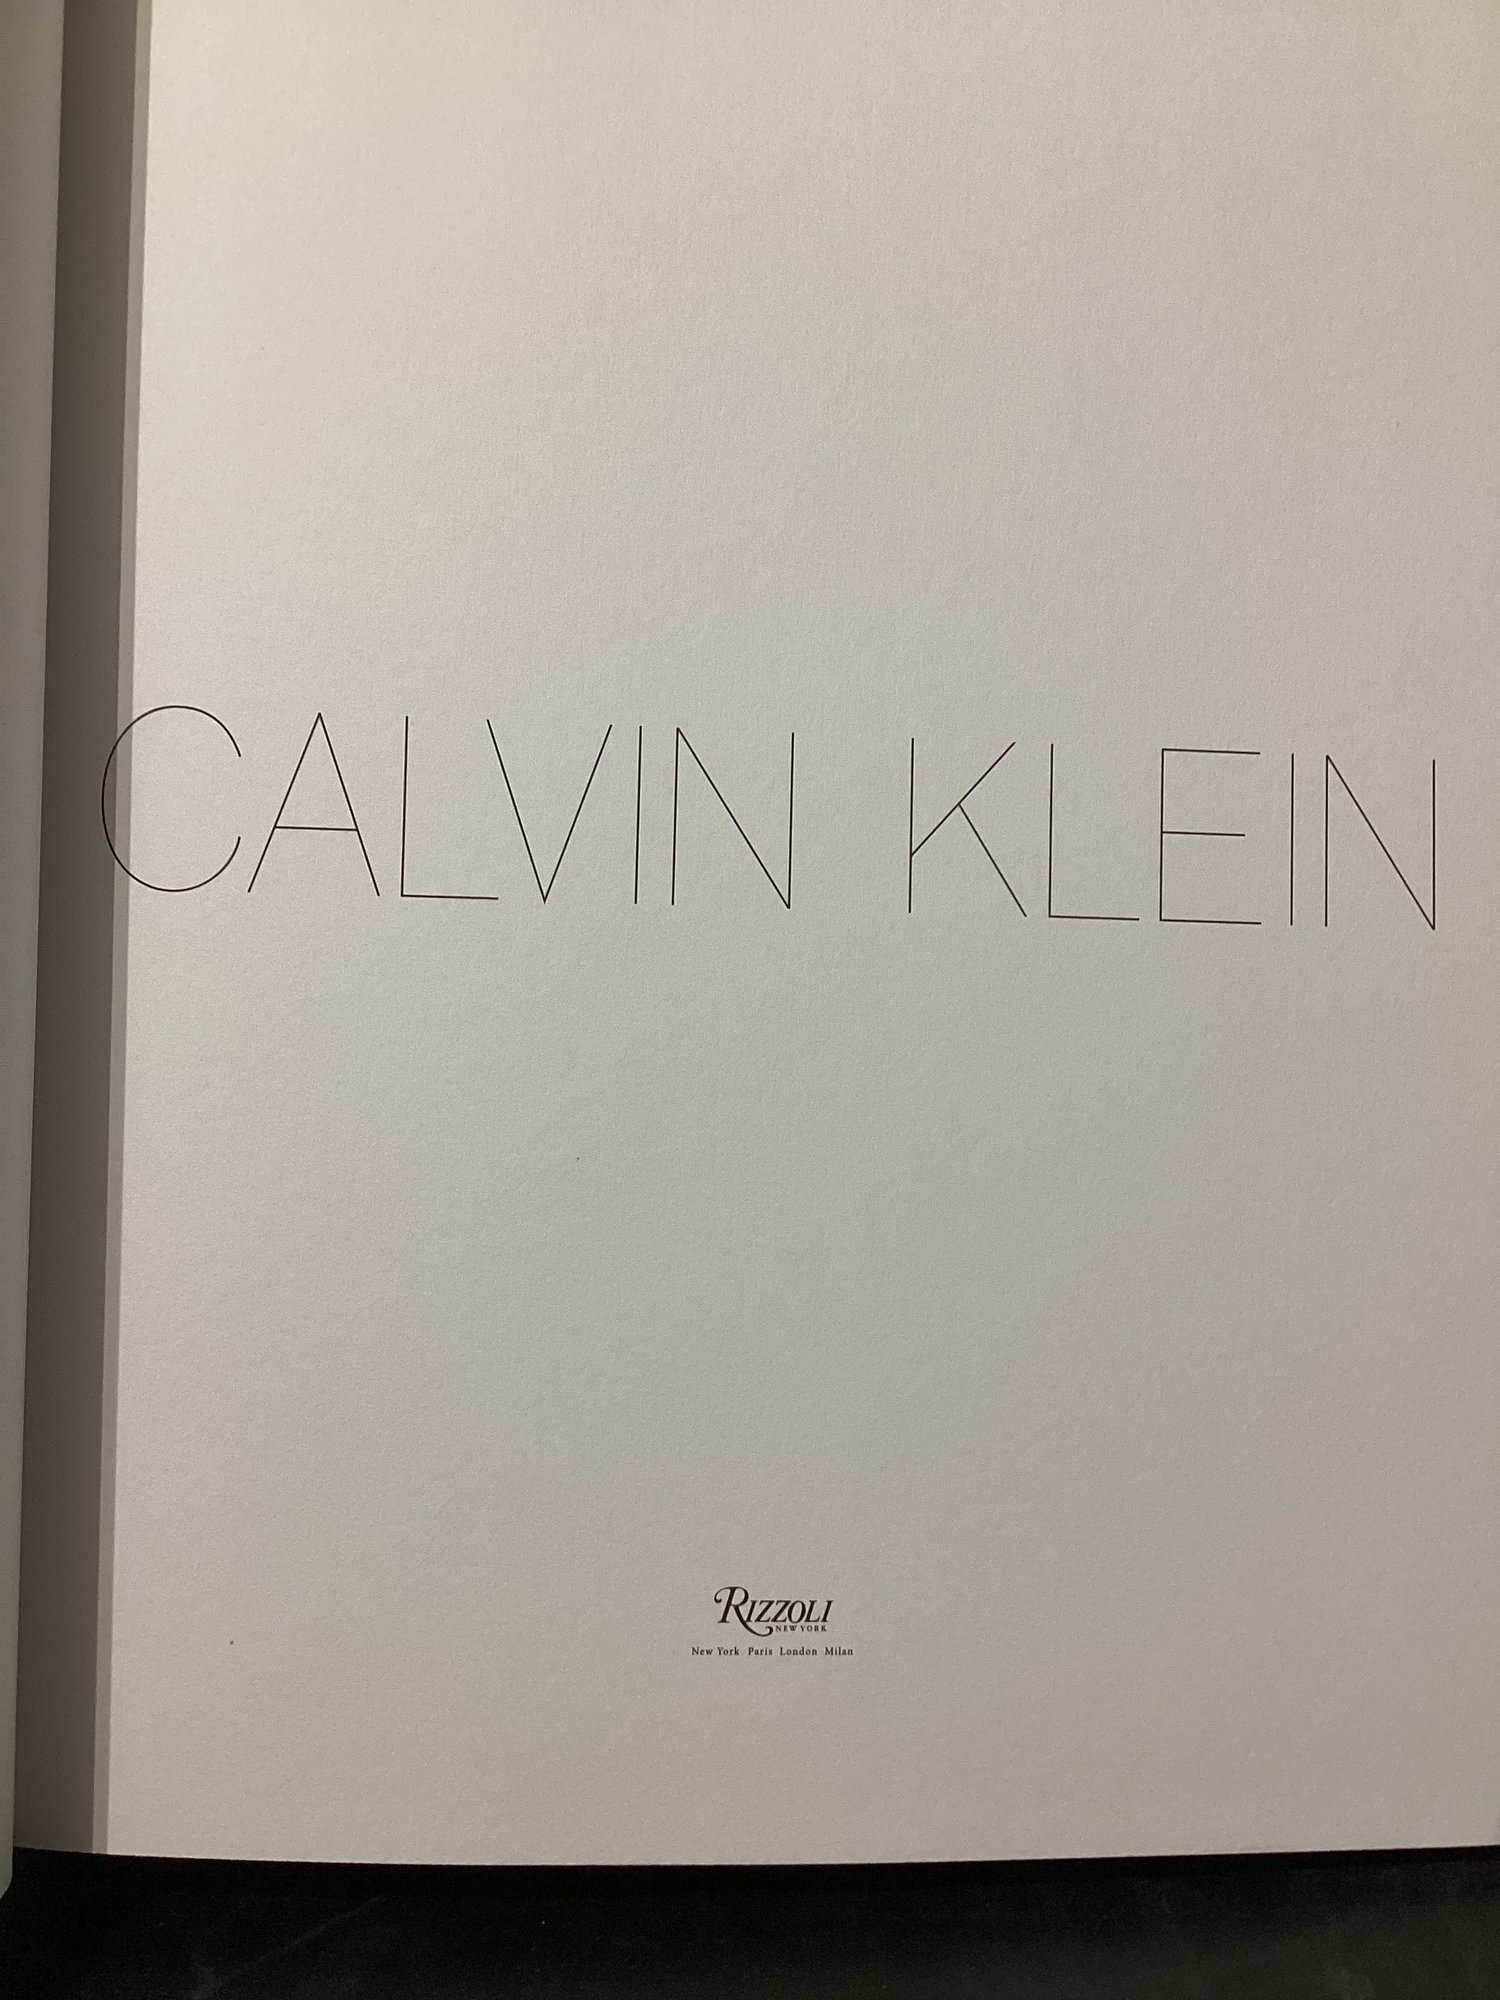 CALVIN KLEIN
RIZZOLI
NEW YORK
New York Paris London Milan